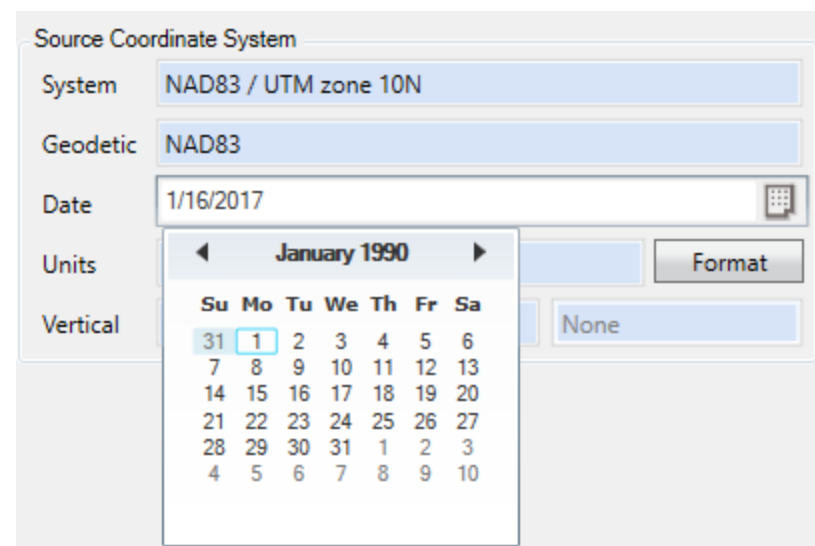 Source Coordinate System
System NAD83 / UTM zone 10N
Geodetic NAD83
Date 1/16/2017
Units Format
Vertical None
January 1990
Su Mo Tu We Th Fr Sa
31 1 2 3 4 5 6
7 8 9 10 11 12 13
14 15 16 17 18 19 20
21 22 23 24 25 26 27
28 29 30 31 1 2 3
4 5 6 7 8 9 10